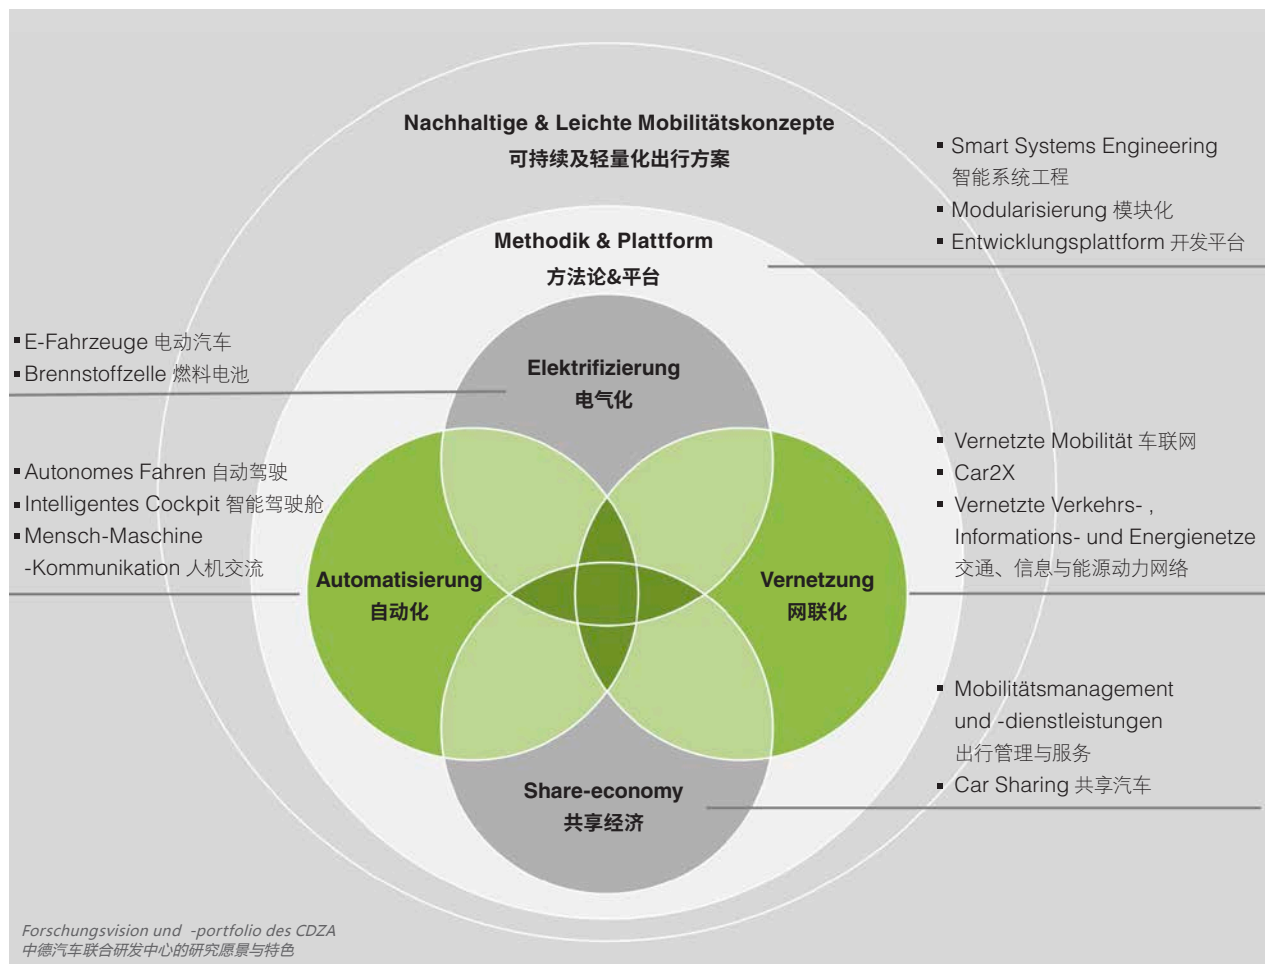 Nachhaltige & Leichte Mobilitätskonzepte
可持续及轻量化出行方案
▪ Smart Systems Engineering
智能系统工程
▪ Modularisierung 模块化
▪ Entwicklungsplattform 开发平台
Methodik & Plattform
方法论&平台
▪ E-Fahrzeuge 电动汽车
▪ Brennstoffzelle 燃料电池
Elektrifizierung
电气化
▪ Autonomes Fahren 自动驾驶
▪ Intelligentes Cockpit 智能驾驶舱
▪ Mensch-Maschine
-Kommunikation 人机交流
▪ Vernetzte Mobilität 车联网
▪ Car2X
▪ Vernetzte Verkehrs- ,
Informations- und Energienetze
交通、信息与能源动力网络
Automatisierung
自动化
Vernetzung
网联化
▪ Mobilitätsmanagement
und -dienstleistungen
出行管理与服务
▪ Car Sharing 共享汽车
Share-economy
共享经济
Forschungsvision und -portfolio des CDZA
中德汽车联合研发中心的研究愿景与特色